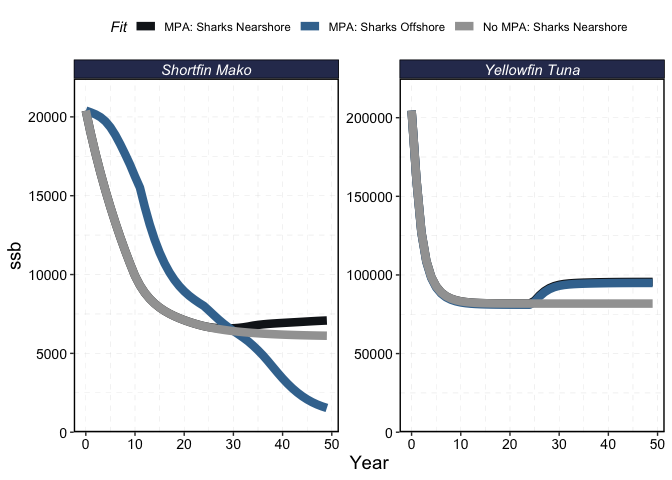 Fit MPA: Sharks Nearshore MPA: Sharks Offshore No MPA: Sharks Nearshore
Shortfin Mako
Yellowfin Tuna
ssb
20000
15000
10000
5000
0
200000
150000
100000
50000
0
0 10 20 30 40 50
0 10 20 30 40 50
Year